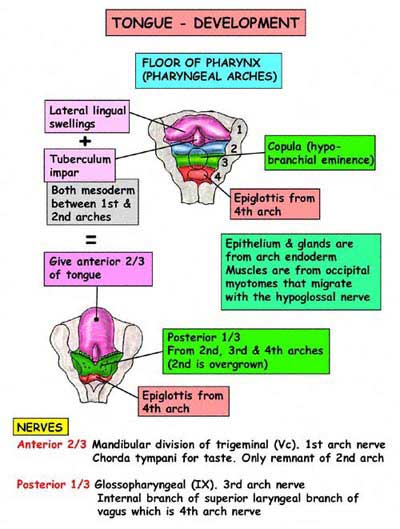 TONGUE - DEVELOPMENT
FLOOR OF PHARYNX
(PHARYNGEAL ARCHES)
Lateral lingual
swellings
+
Tuberculum
impar
Both mesoderm
between 1st &
2nd arches
=
Give anterior 2/3
of tongue
1
2
3
4
Copula (hypo-
branchial eminence)
Epiglottis from
4th arch
Epithelium & glands are
from arch endoderm
Muscles are from occipital
myotomes that migrate
with the hypoglossal nerve
Posterior 1/3
From 2nd, 3rd & 4th arches
(2nd is overgrown)
Epiglottis from
4th arch
NERVES
Anterior 2/3 Mandibular division of trigeminal (Vc). 1st arch nerve
Chorda tympani for taste. Only remnant of 2nd arch
Posterior 1/3 Glossopharyngeal (IX). 3rd arch nerve
Internal branch of superior laryngeal branch of
vagus which is 4th arch nerve